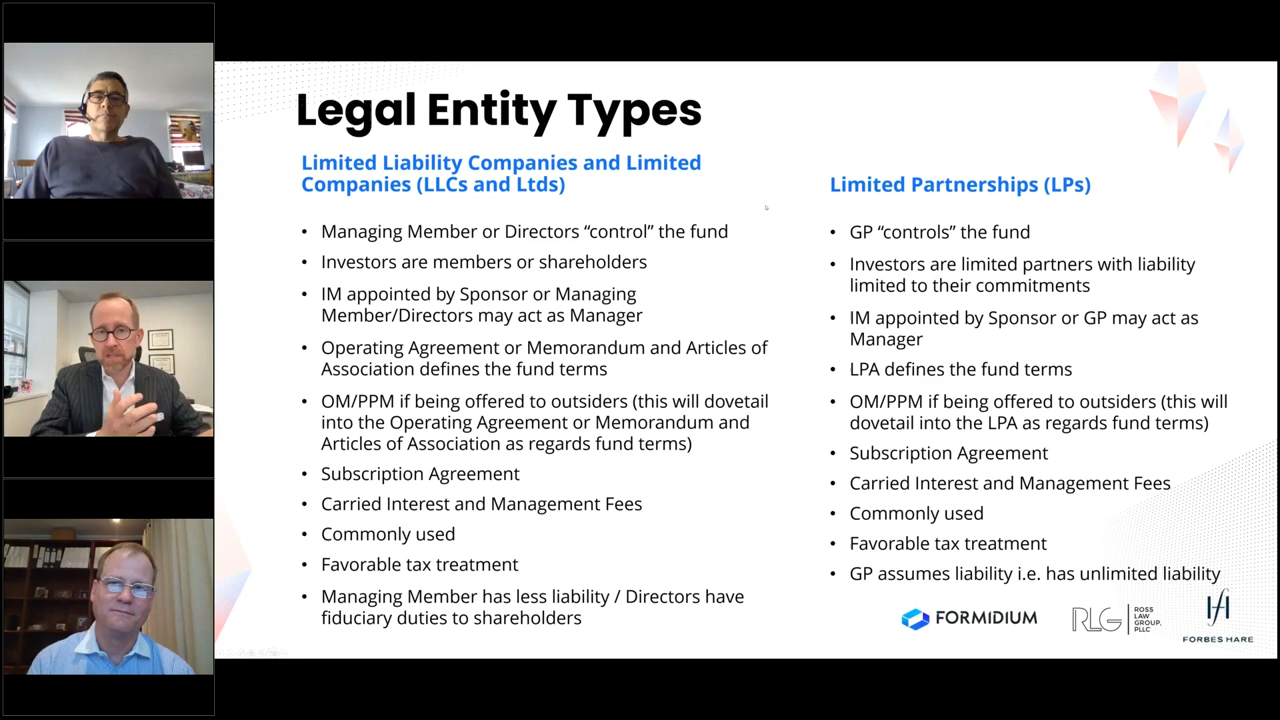 Legal Entity Types
Limited Liability Companies and Limited
Companies (LLCs and Ltds)
• Managing Member or Directors “control” the fund
• Investors are members or shareholders
• IM appointed by Sponsor or Managing
Member/Directors may act as Manager
• Operating Agreement or Memorandum and Articles of
Association defines the fund terms
• OM/PPM if being offered to outsiders (this will dovetail
into the Operating Agreement or Memorandum and
Articles of Association as regards fund terms)
• Subscription Agreement
• Carried Interest and Management Fees
• Commonly used
• Favorable tax treatment
• Managing Member has less liability / Directors have
fiduciary duties to shareholders
Limited Partnerships (LPs)
• GP “controls” the fund
• Investors are limited partners with liability
limited to their commitments
• IM appointed by Sponsor or GP may act as
Manager
• LPA defines the fund terms
• OM/PPM if being offered to outsiders (this will
dovetail into the LPA as regards fund terms)
• Subscription Agreement
• Carried Interest and Management Fees
• Commonly used
• Favorable tax treatment
• GP assumes liability i.e. has unlimited liability
FORMIDIUM
RLG
ROSS
LAW
GROUP,
PLLC
FORBES HARE